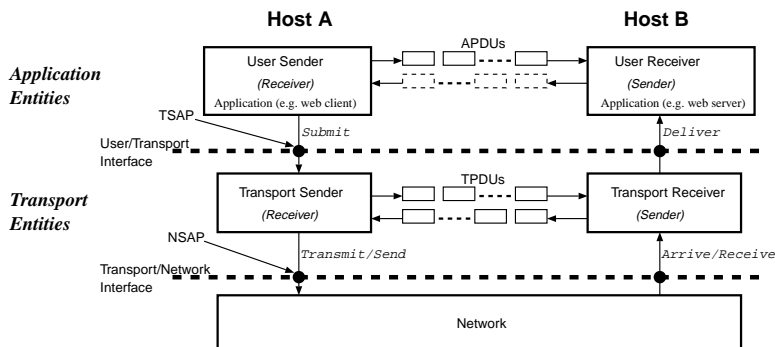 Host A
Host B
User Sender
(Receiver)
Application (e.g. web client)
APDUs
User Receiver
(Sender)
Application (e.g. web server)
Application
Entities
TSAP
Submit
Deliver
User/Transport
Interface
Transport Sender
(Receiver)
TPDUs
Transport Receiver
(Sender)
Transport
Entities
NSAP
Transmit/Send
Arrive/Receive
Transport/Network
Interface
Network